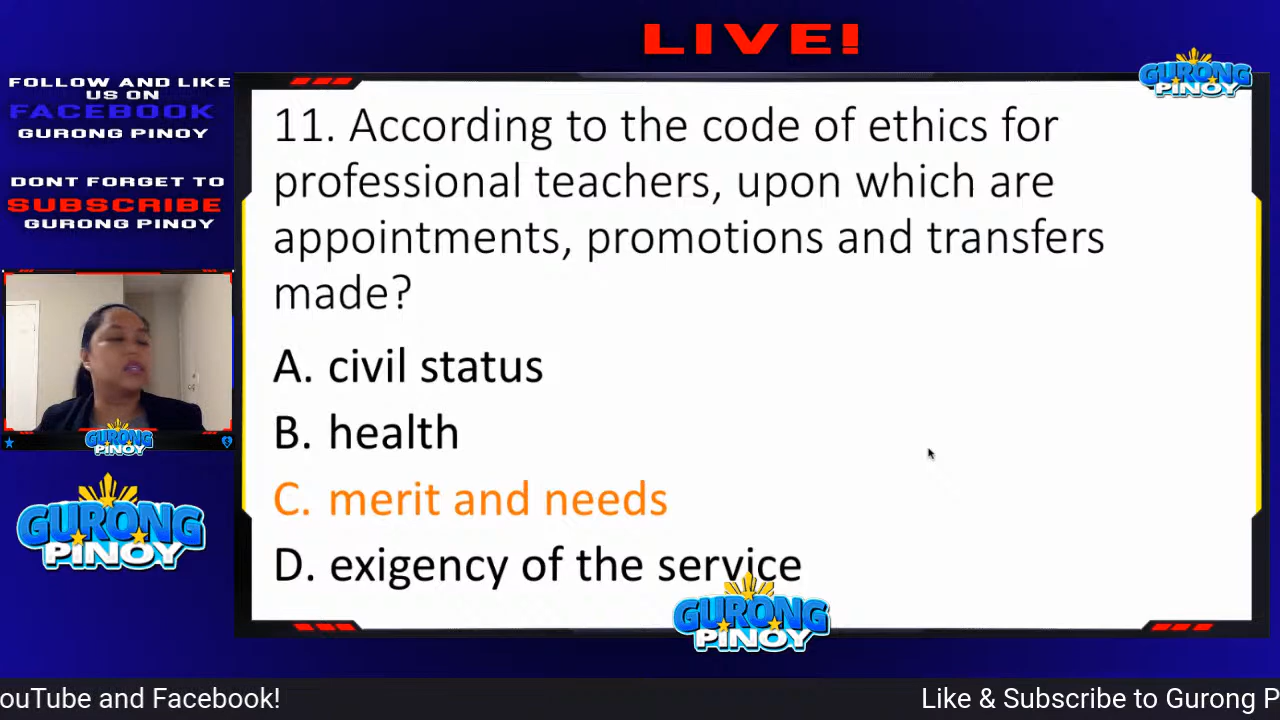 LIVE!
FOLLOW AND LIKE
US ON
FACEBOOK
GURONG PINOY
DONT FORGET TO
SUBSCRIBE
GURONG PINOY
GURONG
PINOY
11. According to the code of ethics for
professional teachers, upon which are
appointments, promotions and transfers
made?
A. civil status
B. health
C. merit and needs
D. exigency of the service
GURONG
PINOY
GURONG
PINOY
GURONG
PINOY
ouTube and Facebook!
Like & Subscribe to Gurong P